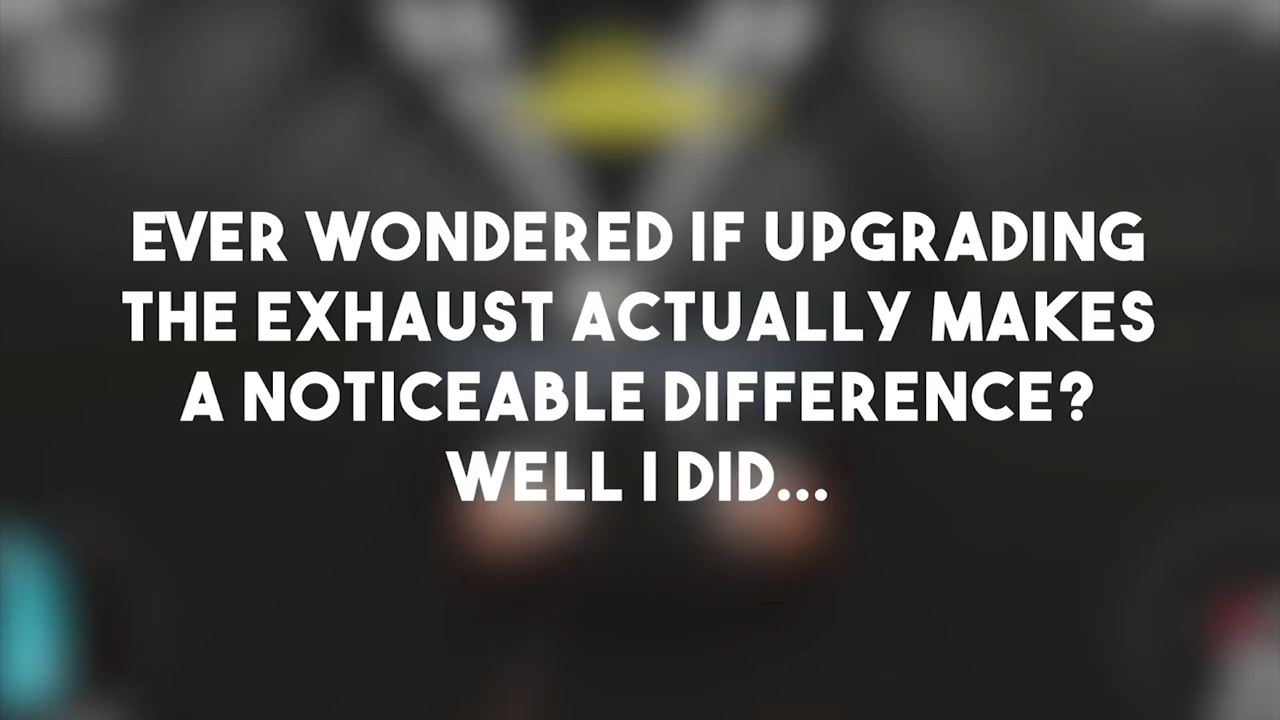 EVER WONDERED IF UPGRADING
THE EXHAUST ACTUALLY MAKES
A NOTICEABLE DIFFERENCE?
WELL I DID...